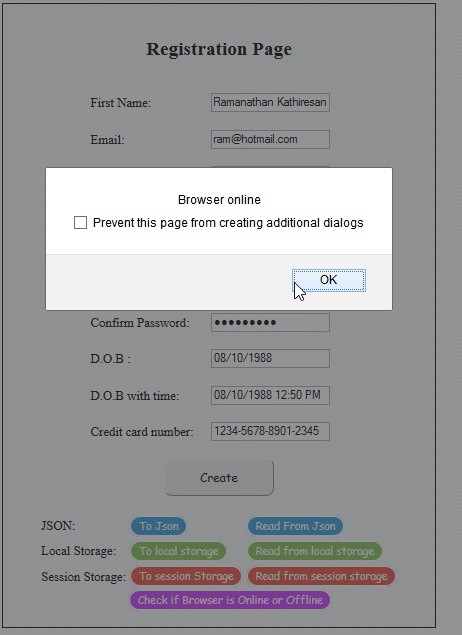 Registration Page
First Name: Ramanathan Kathiresan
Email: ram@hotmail.com
Browser online
Prevent this page from creating additional dialogs
OK
Confirm Password: ●●●●●●●●●
D.O.B : 08/10/1988
D.O.B with time: 08/10/1988 12:50 PM
Credit card number: 1234-5678-8901-2345
Create
JSON: To Json Read From Json
Local Storage: To local storage Read from local storage
Session Storage: To session Storage Read from session storage
Check if Browser is Online or Offline